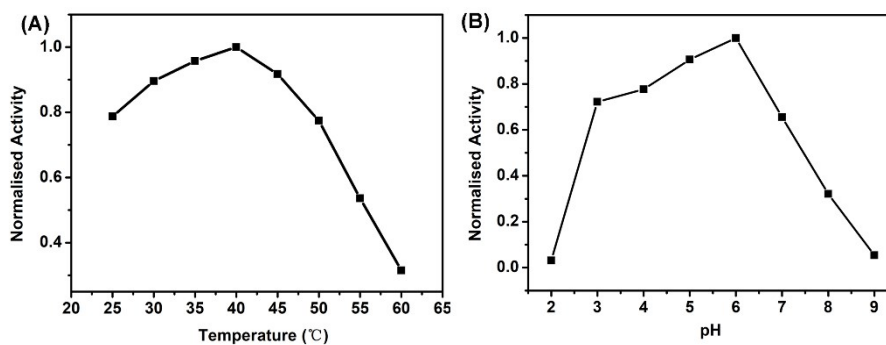 (A)
Normalised Activity
1.0
0.8
0.6
0.4
20 25 30 35 40 45 50 55 60 65
Temperature (℃)
(B)
Normalised Activity
1.0
0.8
0.6
0.4
0.2
0.0
2 3 4 5 6 7 8 9
pH